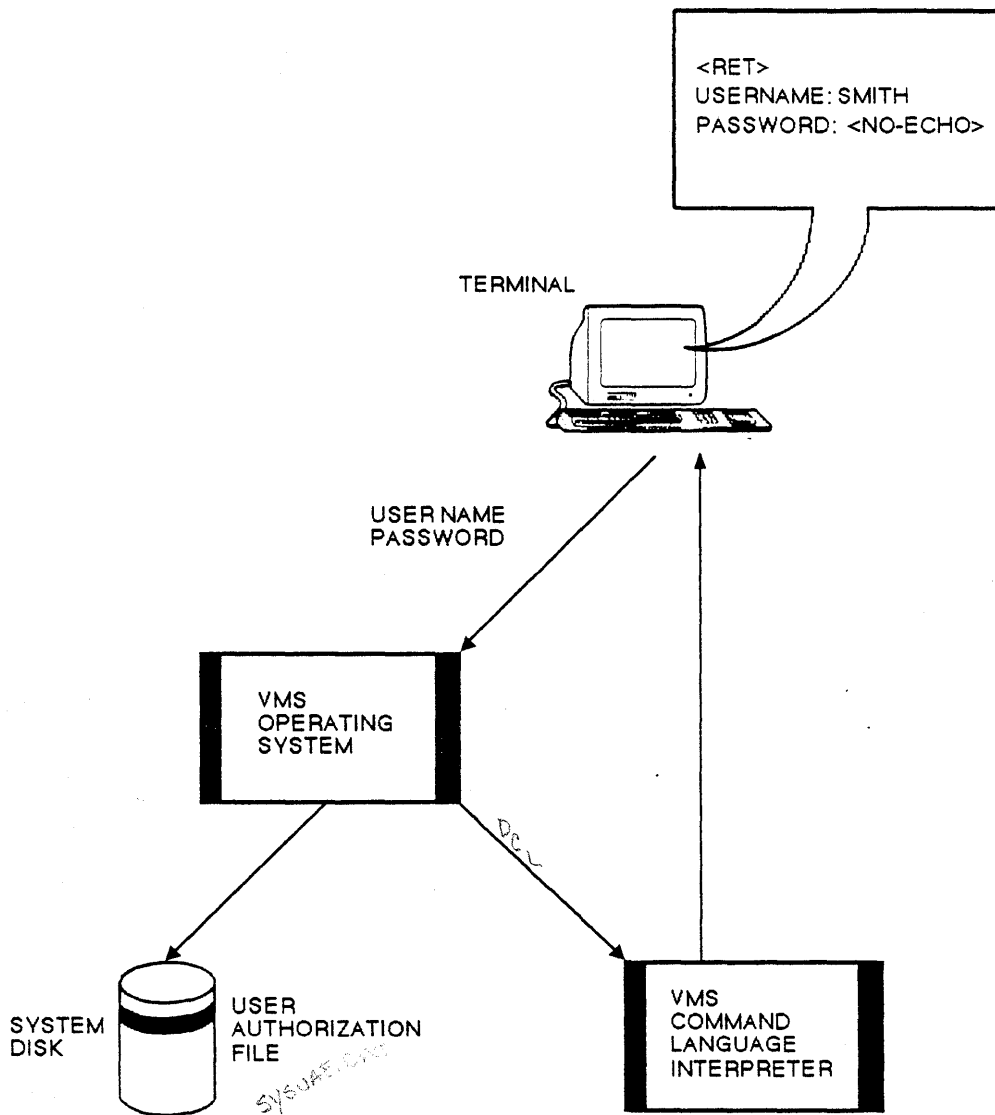 <RET>
USERNAME: SMITH
PASSWORD: <NO-ECHO>
TERMINAL
USER NAME
PASSWORD
VMS
OPERATING
SYSTEM
DCL
SYSTEM
DISK
USER
AUTHORIZATION
FILE
VMS
COMMAND
LANGUAGE
INTERPRETER